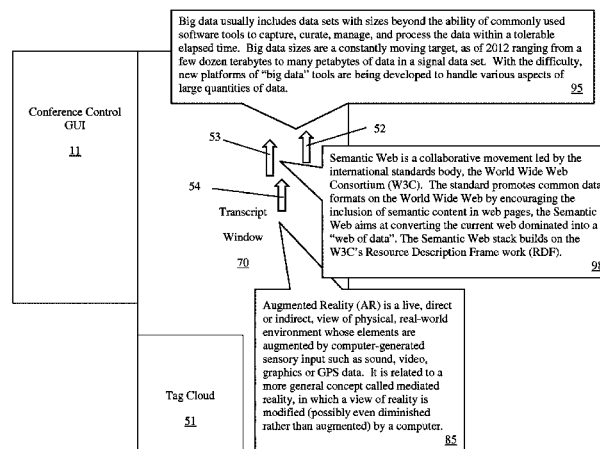 Big data usually includes data sets with sizes beyond the ability of commonly used
software tools to capture, curate, manage, and process the data within a tolerable
elapsed time. Big data sizes are a constantly moving target, as of 2012 ranging from a
few dozen terabytes to many petabytes of data in a signal data set. With the difficulty,
new platforms of “big data” tools are being developed to handle various aspects of
large quantities of data.
95
Conference Control
GUI
11
53
52
54
Semantic Web is a collaborative movement led by the
international standards body, the World Wide Web
Consortium (W3C). The standard promotes common data
formats on the World Wide Web by encouraging the
inclusion of semantic content in web pages, the Semantic
Web aims at converting the current web dominated into a
“web of data”. The Semantic Web stack builds on the
W3C's Resource Description Frame work (RDF).
Transcript
Window
70
Augmented Reality (AR) is a live, direct
or indirect, view of physical, real-world
environment whose elements are
augmented by computer-generated
sensory input such as sound, video,
graphics or GPS data. It is related to a
more general concept called mediated
reality, in which a view of reality is
modified (possibly even diminished
rather than augmented) by a computer.
85
Tag Cloud
51